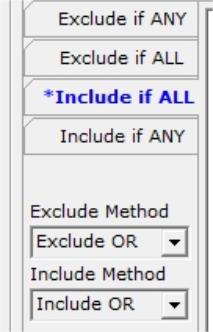 Exclude if ANY
Exclude if ALL
*Include if ALL
Include if ANY
Exclude Method
Exclude OR
Include Method
Include OR